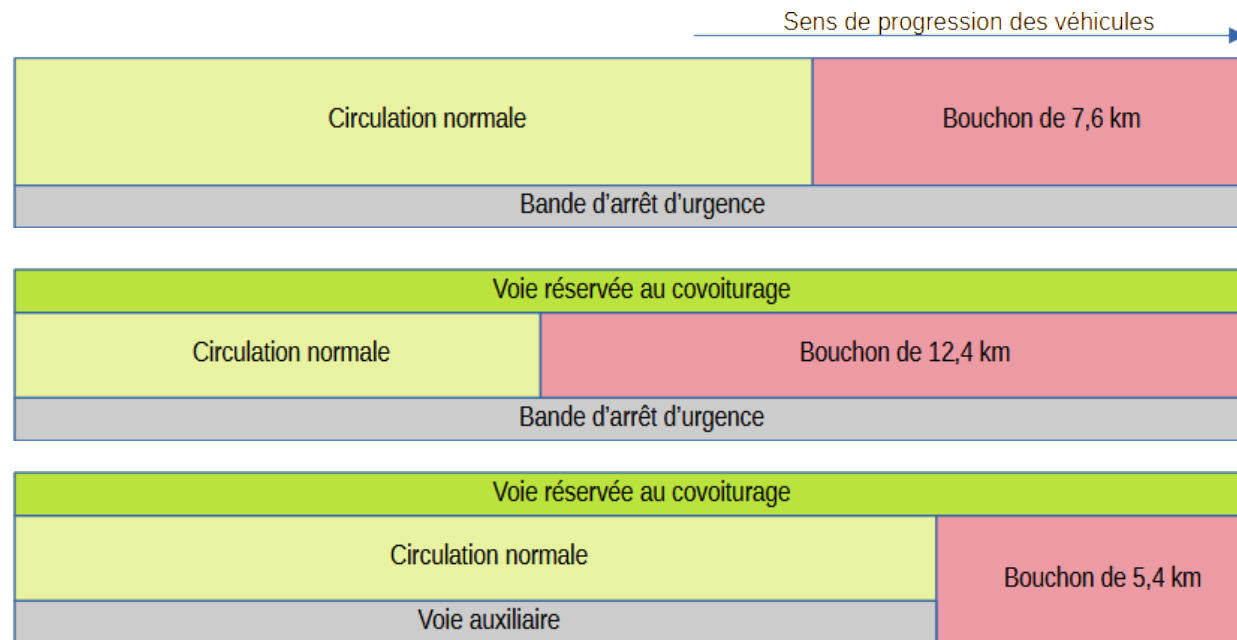 Sens de progression des véhicules
Circulation normale
Bouchon de 7,6 km
Bande d’arrêt d’urgence
Voie réservée au covoiturage
Circulation normale
Bouchon de 12,4 km
Bande d’arrêt d’urgence
Voie réservée au covoiturage
Circulation normale
Bouchon de 5,4 km
Voie auxiliaire